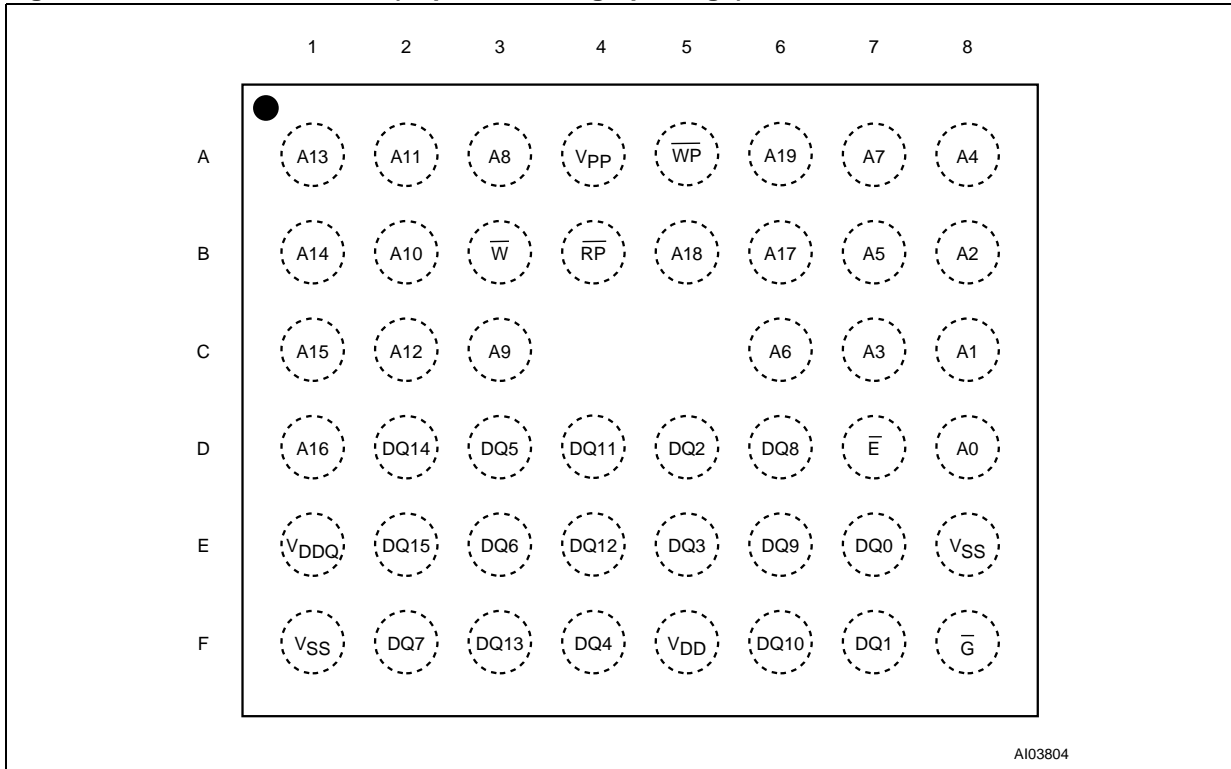 1 2 3 4 5 6 7 8
A A13 A11 A8 VPP W̅P̅ A19 A7 A4
B A14 A10 W̅ R̅P̅ A18 A17 A5 A2
C A15 A12 A9 A6 A3 A1
D A16 DQ14 DQ5 DQ11 DQ2 DQ8 E̅ A0
E VDDQ DQ15 DQ6 DQ12 DQ3 DQ9 DQ0 VSS
F VSS DQ7 DQ13 DQ4 VDD DQ10 DQ1 G̅
AI03804